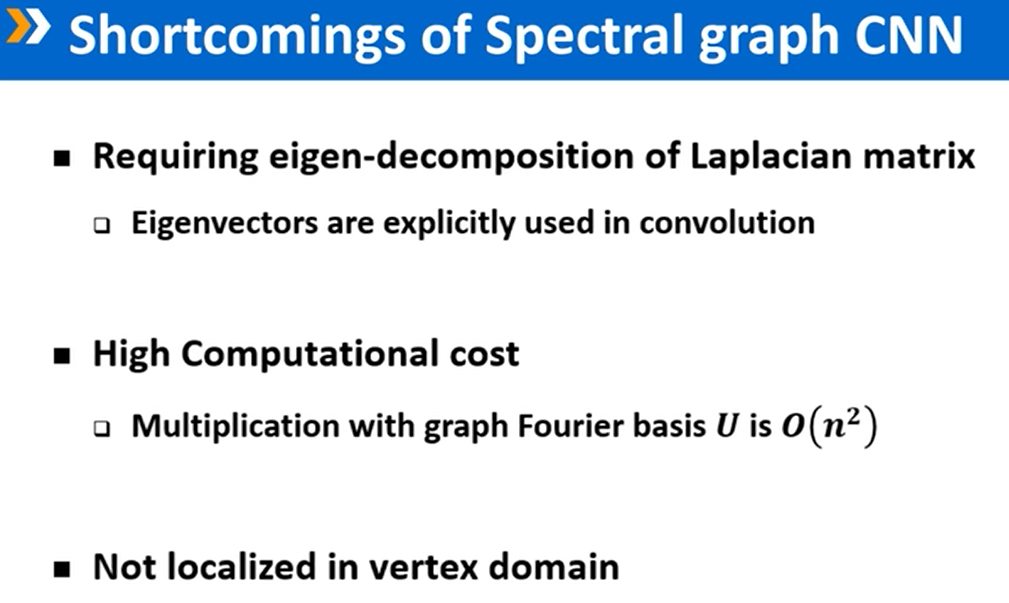 Shortcomings of Spectral graph CNN
Requiring eigen-decomposition of Laplacian matrix
Eigenvectors are explicitly used in convolution
High Computational cost
Multiplication with graph Fourier basis U is O(n²)
Not localized in vertex domain